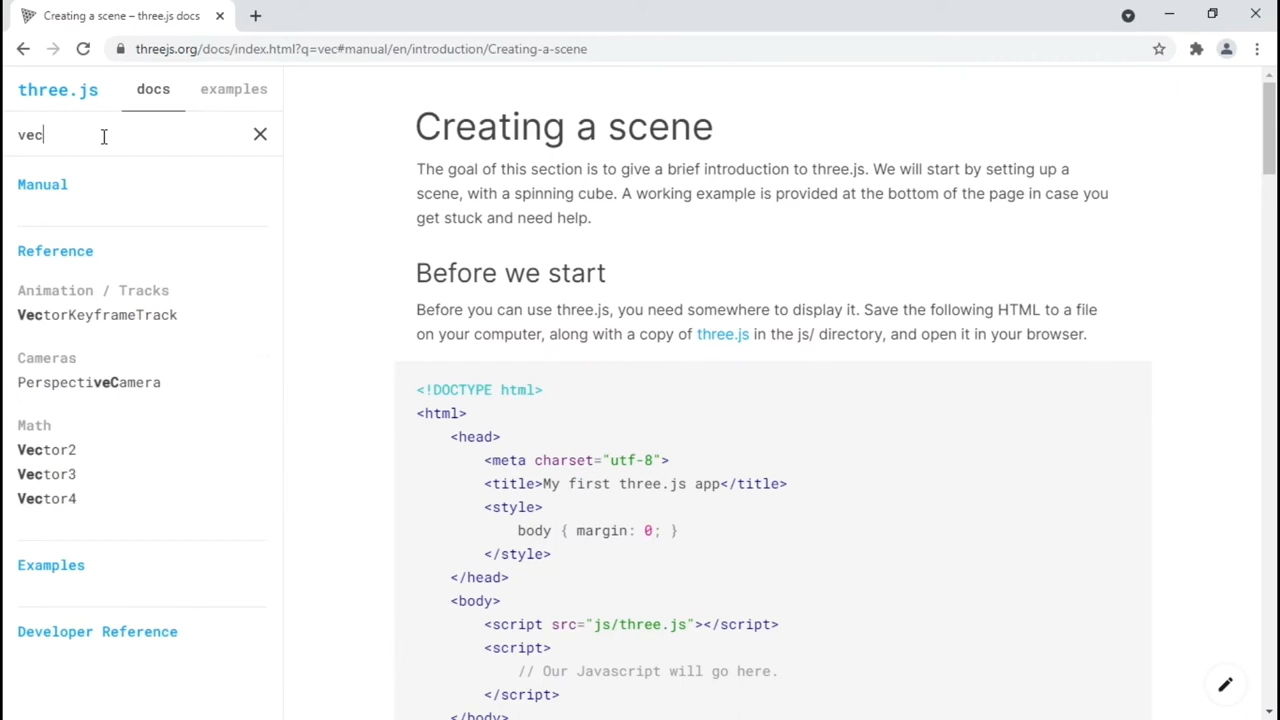 Creating a scene – three.js docs
threejs.org/docs/index.html?q=vec#manual/en/introduction/Creating-a-scene
three.js docs examples
vec
Manual
Reference
Animation / Tracks
VectorKeyframeTrack
Cameras
PerspectiveCamera
Math
Vector2
Vector3
Vector4
Examples
Developer Reference
Creating a scene
The goal of this section is to give a brief introduction to three.js. We will start by setting up a
scene, with a spinning cube. A working example is provided at the bottom of the page in case you
get stuck and need help.
Before we start
Before you can use three.js, you need somewhere to display it. Save the following HTML to a file
on your computer, along with a copy of three.js in the js/ directory, and open it in your browser.
<!DOCTYPE html>
<html>
<head>
<meta charset="utf-8">
<title>My first three.js app</title>
<style>
body { margin: 0; }
</style>
</head>
<body>
<script src="js/three.js"></script>
<script>
// Our Javascript will go here.
</script>
</body>